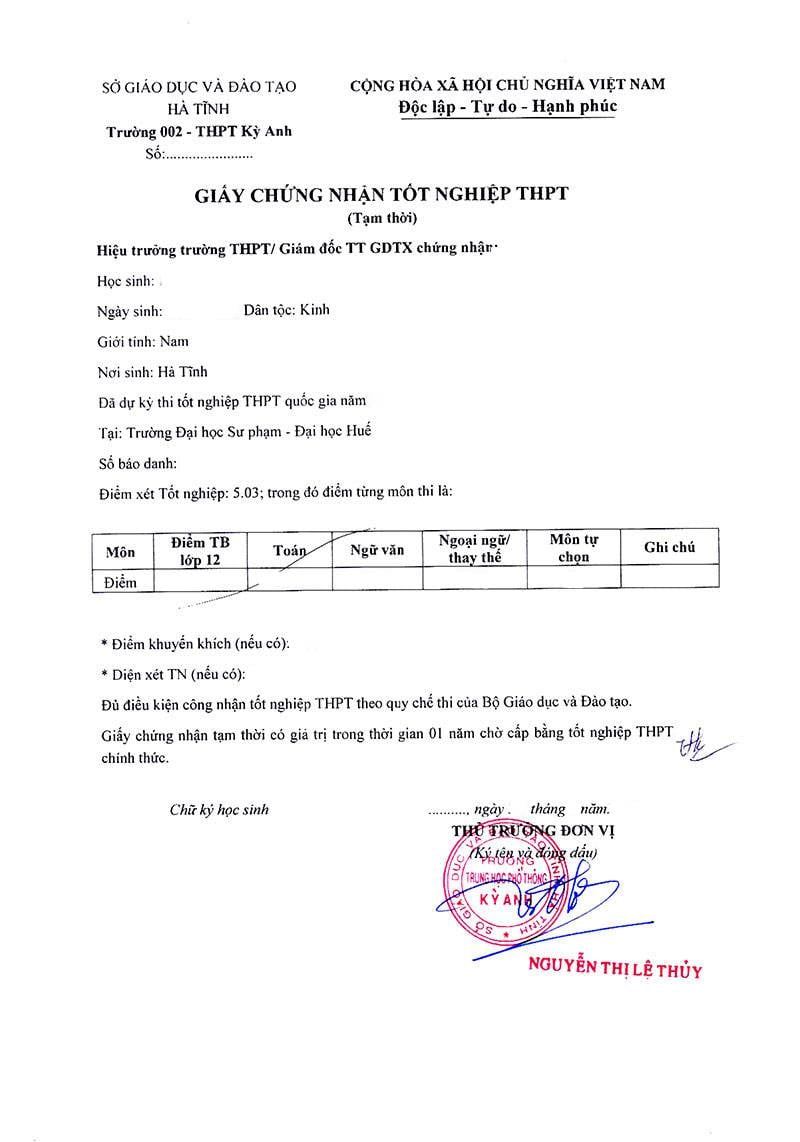 SỞ GIÁO DỤC VÀ ĐÀO TẠO
HÀ TĨNH
Trường 002 - THPT Kỳ Anh
Số:.......................
CỘNG HÒA XÃ HỘI CHỦ NGHĨA VIỆT NAM
Độc lập - Tự do - Hạnh phúc
GIẤY CHỨNG NHẬN TỐT NGHIỆP THPT
(Tạm thời)
Hiệu trưởng trường THPT/ Giám đốc TT GDTX chứng nhận
Học sinh:
Ngày sinh: Dân tộc: Kinh
Giới tính: Nam
Nơi sinh: Hà Tĩnh
Đã dự kỳ thi tốt nghiệp THPT quốc gia năm
Tại: Trường Đại học Sư phạm - Đại học Huế
Số báo danh:
Điểm xét Tốt nghiệp: 5.03; trong đó điểm từng môn thi là:
Môn Điểm TB lớp 12 Toán Ngữ văn Ngoại ngữ/ thay thế Môn tự chọn Ghi chú
Điểm
* Điểm khuyến khích (nếu có):
* Diện xét TN (nếu có):
Đủ điều kiện công nhận tốt nghiệp THPT theo quy chế thi của Bộ Giáo dục và Đào tạo.
Giấy chứng nhận tạm thời có giá trị trong thời gian 01 năm chờ cấp bằng tốt nghiệp THPT
chính thức.
Chữ ký học sinh
..........., ngày . tháng năm.
THỦ TRƯỞNG ĐƠN VỊ
(Ký tên và đóng dấu)
SỞ GIÁO DỤC VÀ ĐÀO TẠO TỈNH HÀ TĨNH
TRƯỜNG
TRUNG HỌC PHỔ THÔNG
KỲ ANH
NGUYỄN THỊ LỆ THỦY